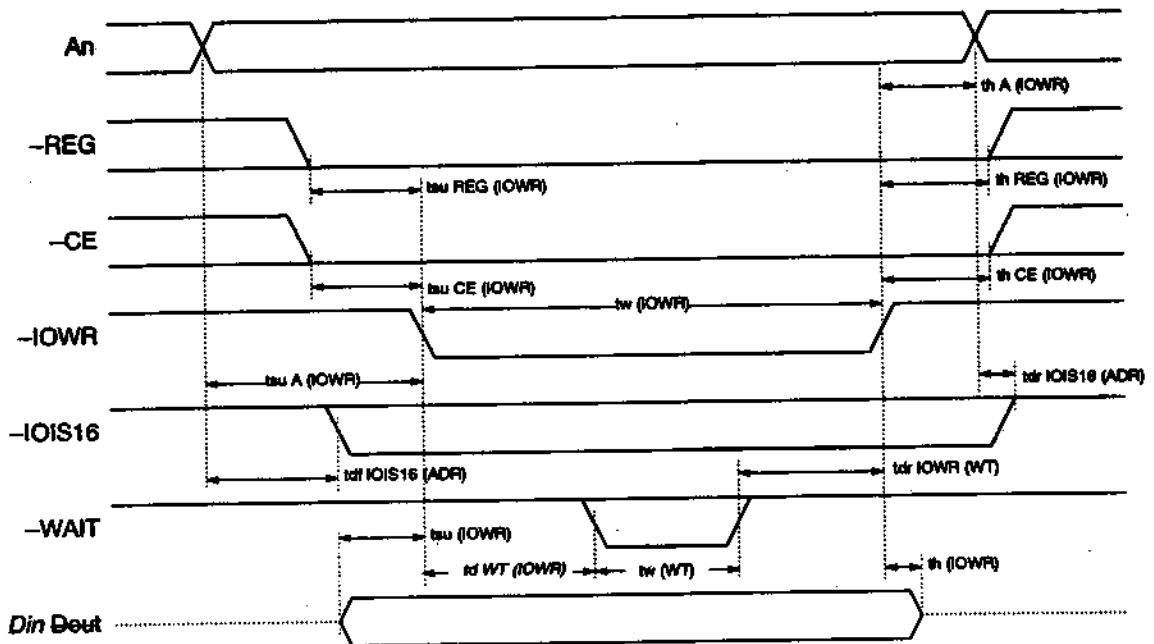 An
th A (IOWR)
–REG
tsu REG (IOWR)
th REG (IOWR)
–CE
tsu CE (IOWR)
th CE (IOWR)
tw (IOWR)
–IOWR
tsu A (IOWR)
tdr IOIS16 (ADR)
–IOIS16
tdf IOIS16 (ADR)
tdr IOWR (WT)
–WAIT
tsu (IOWR)
td WT (IOWR)
tw (WT)
th (IOWR)
Din Dout